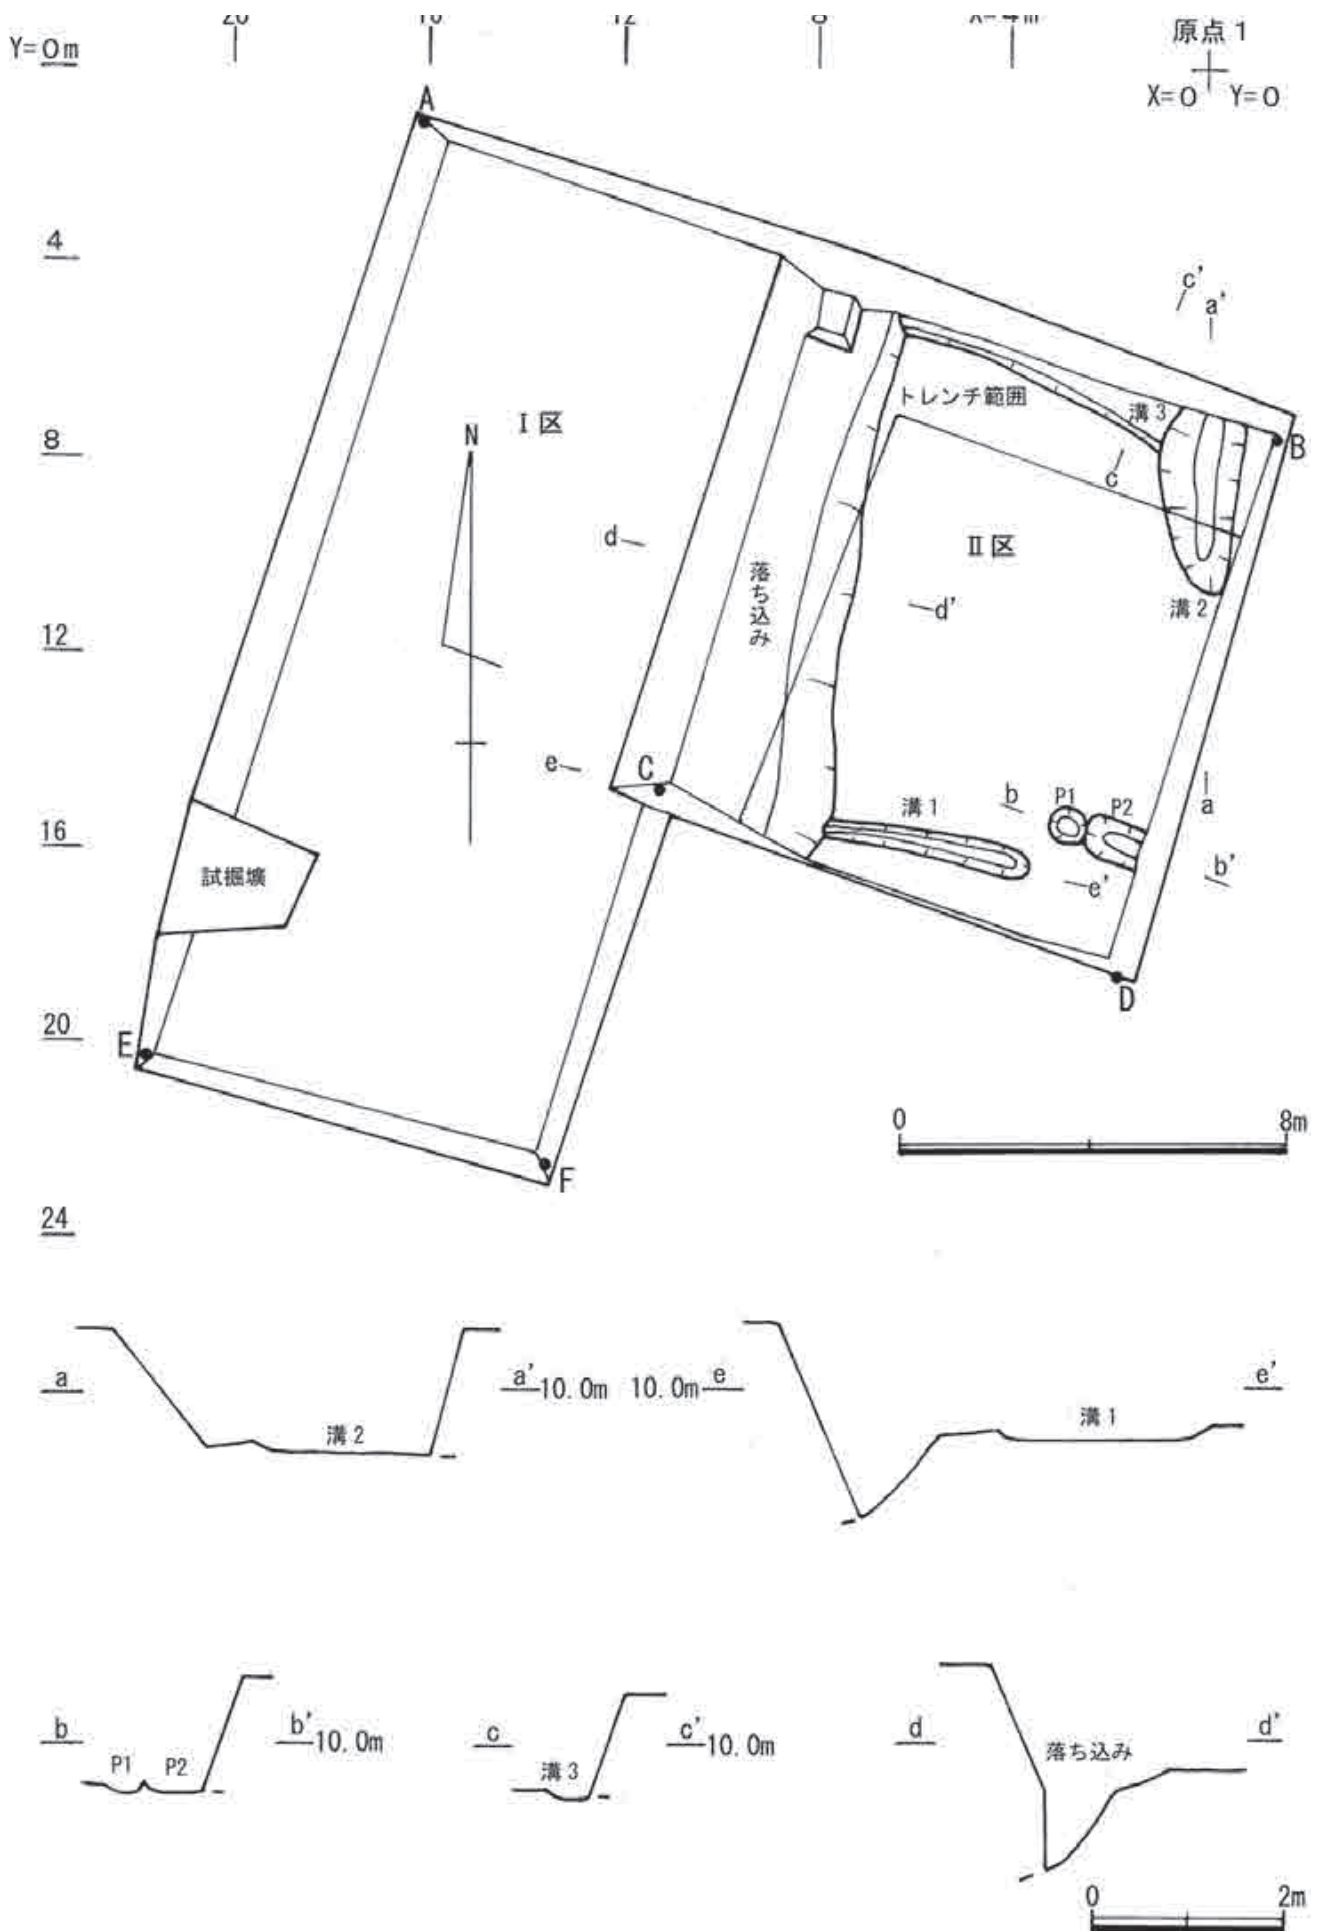 原点1
Y=0m
X=0 Y=0
A
4
c'
a'
トレンチ範囲
溝3
I区
8
N
B
c
d
II区
落ち込み
d'
溝2
12
e
C
a
b
P1
P2
溝1
16
試掘壙
e'
b'
D
20
E
0 8m
F
24
a
a' 10.0m
10.0m e
e'
溝2
溝1
b
b' 10.0m
c
c' 10.0m
d
d'
P1 P2
溝3
落ち込み
0 2m